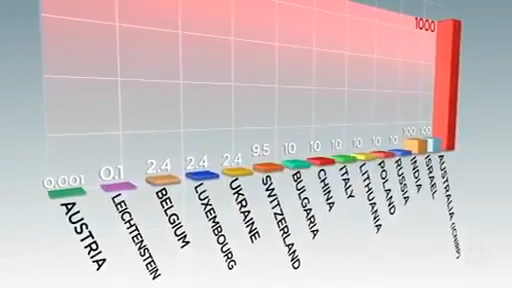 1000
0.001 0.1 2.4 2.4 2.4 9.5 10 10 10 10 10 10 100 100
AUSTRIA
LEICHTENSTEIN
BELGIUM
LUXEMBOURG
UKRAINE
SWITZERLAND
BULGARIA
CHINA
ITALY
LITHUANIA
POLAND
RUSSIA
INDIA
ISRAEL
AUSTRALIA (ICNIRP)